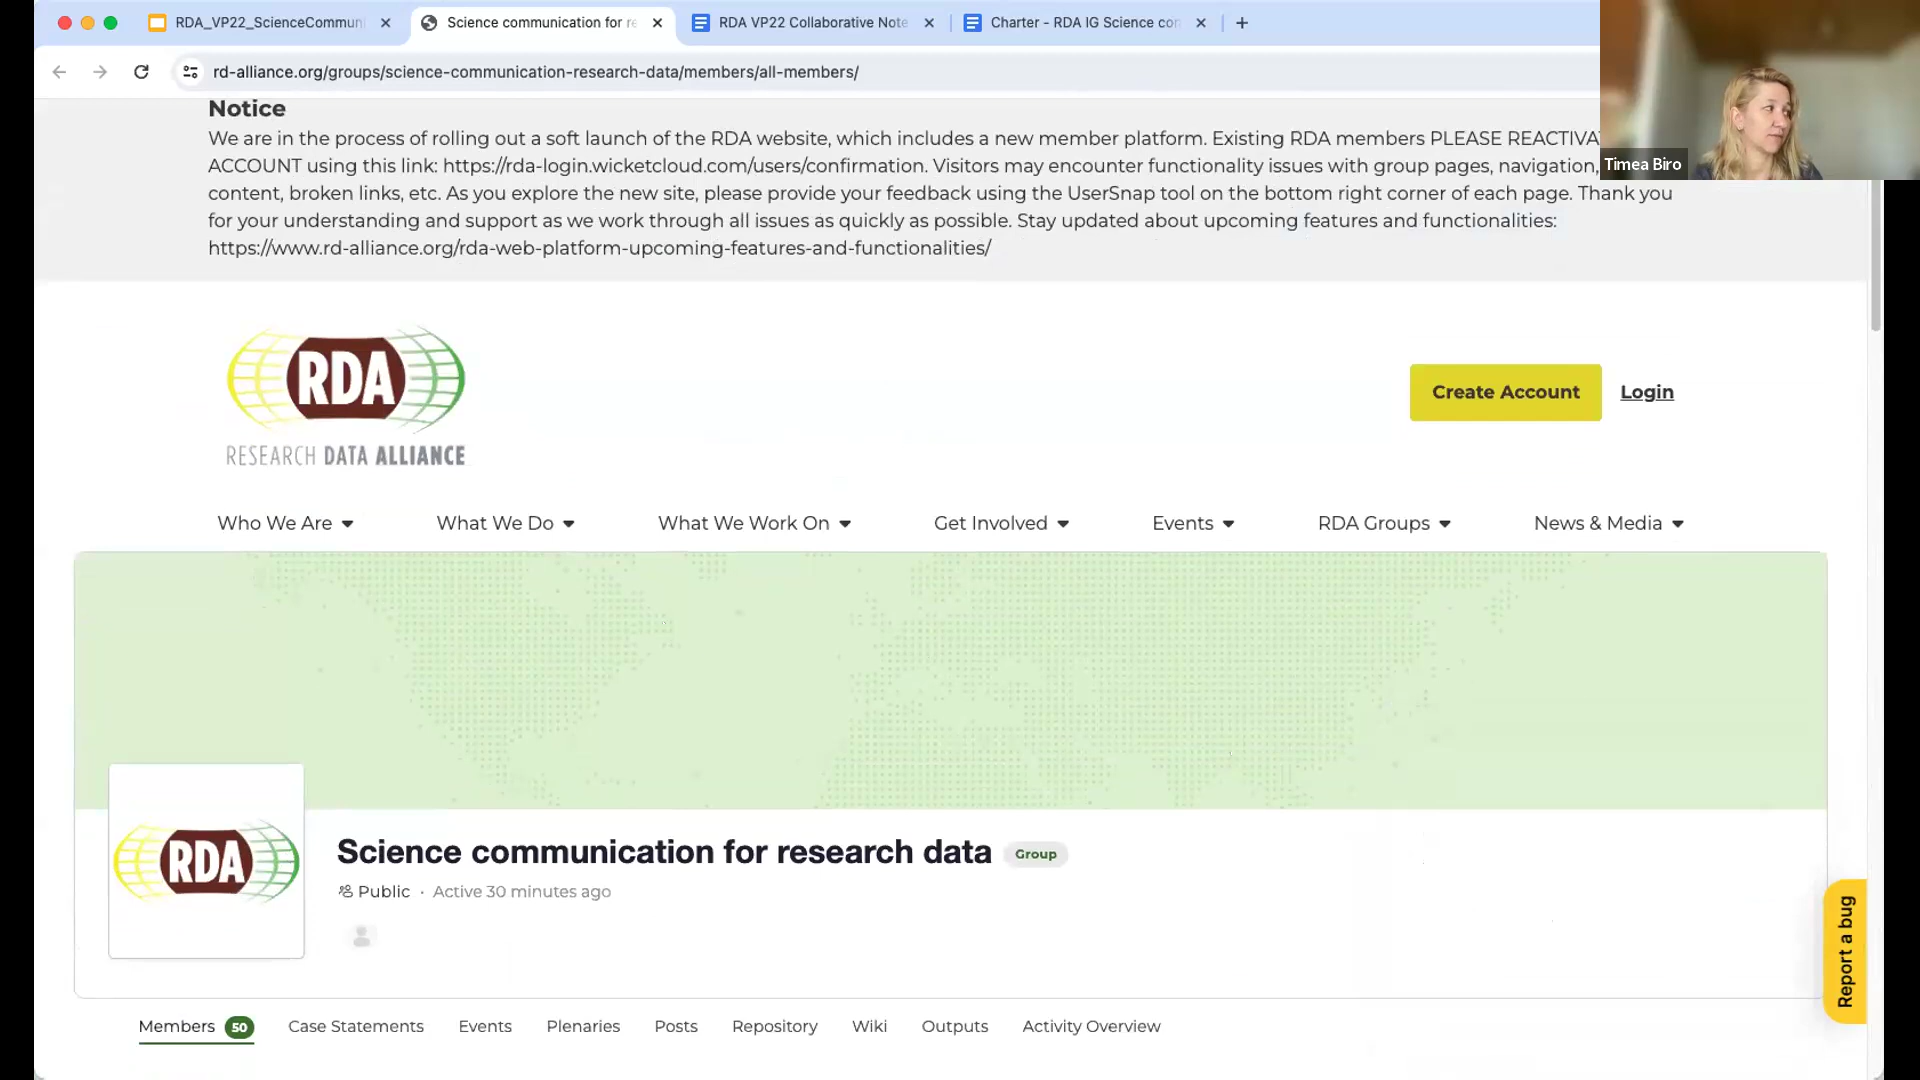 RDA_VP22_ScienceCommuni
Science communication for re
RDA VP22 Collaborative Note
Charter - RDA IG Science con
rd-alliance.org/groups/science-communication-research-data/members/all-members/
Timea Biro
Notice
We are in the process of rolling out a soft launch of the RDA website, which includes a new member platform. Existing RDA members PLEASE
ACCOUNT using this link: https://rda-login.wicketcloud.com/users/confirmation. Visitors may encounter functionality issues with group pages, navigation,
content, broken links, etc. As you explore the new site, please provide your feedback using the UserSnap tool on the bottom right corner of each page. Thank you
for your understanding and support as we work through all issues as quickly as possible. Stay updated about upcoming features and functionalities:
https://www.rd-alliance.org/rda-web-platform-upcoming-features-and-functionalities/
RDA
RESEARCH DATA ALLIANCE
Create Account Login
Who We Are What We Do What We Work On Get Involved Events RDA Groups News & Media
RDA
Science communication for research data Group
Public · Active 30 minutes ago
Report a bug
Members 50 Case Statements Events Plenaries Posts Repository Wiki Outputs Activity Overview